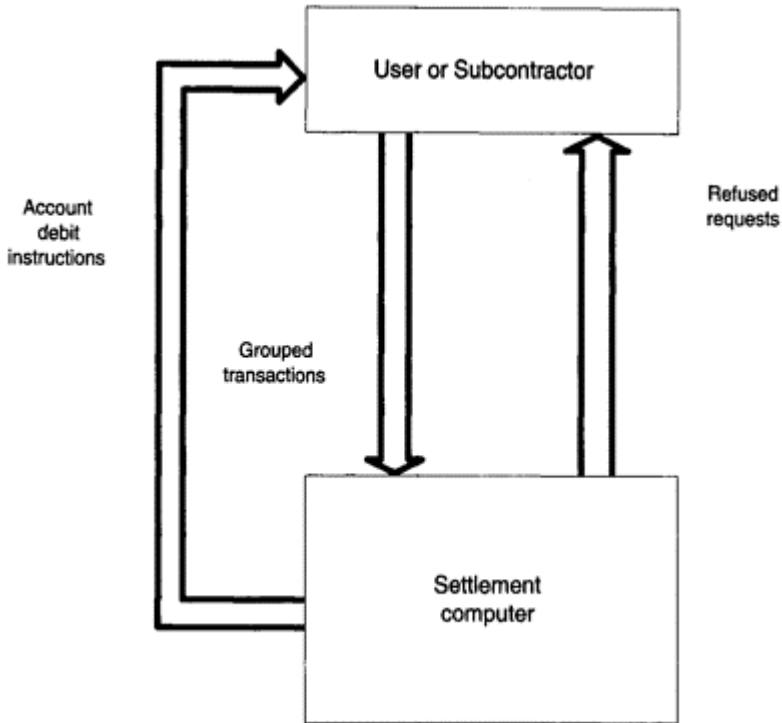 User or Subcontractor
Account
debit
instructions
Refused
requests
Grouped
transactions
Settlement
computer